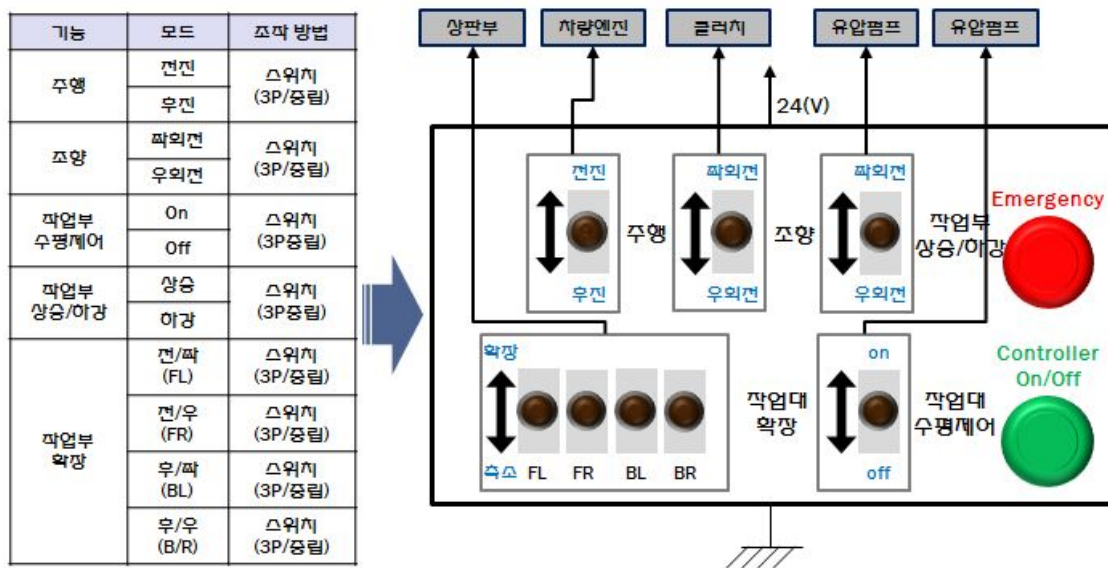 기능 모드 조작 방법
주행
전진
후진
스위치
(3P/중립)
조향
좌회전
우회전
스위치
(3P/중립)
작업부
수평제어
On
Off
스위치
(3P중립)
작업부
상승/하강
상승
하강
스위치
(3P중립)
작업부
확장
전/좌
(FL)
스위치
(3P/중립)
전/우
(FR)
스위치
(3P/중립)
후/좌
(BL)
스위치
(3P/중립)
후/우
(B/R)
스위치
(3P/중립)
상판부 차량엔진 클러치 유압펌프 유압펌프
24(V)
전진
주행
후진
좌회전
조향
우회전
좌회전
작업부
상승/하강
우회전
Emergency
확장
축소 FL FR BL BR
작업대
확장
on
작업대
수평제어
off
Controller
On/Off